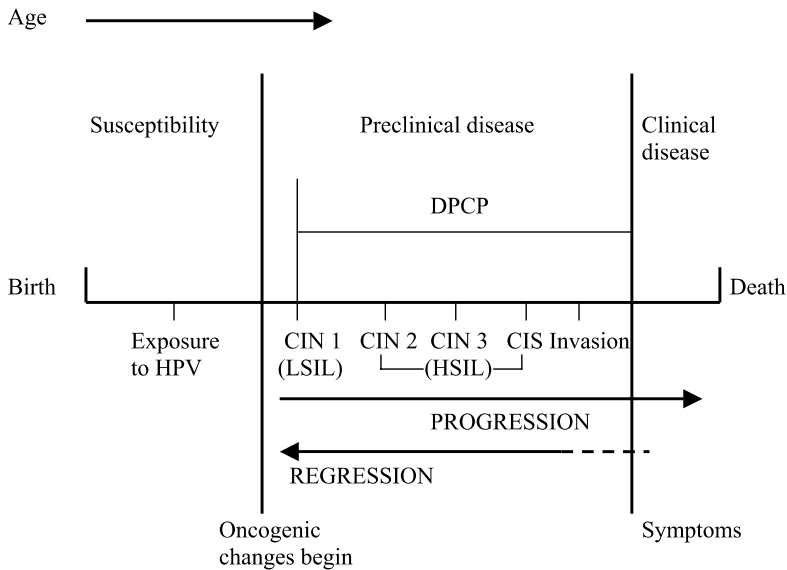 Age
Susceptibility
Preclinical disease
Clinical
disease
DPCP
Birth
Death
Exposure
to HPV
CIN 1
(LSIL)
CIN 2
CIN 3
CIS
Invasion
(HSIL)
PROGRESSION
REGRESSION
Oncogenic
changes begin
Symptoms